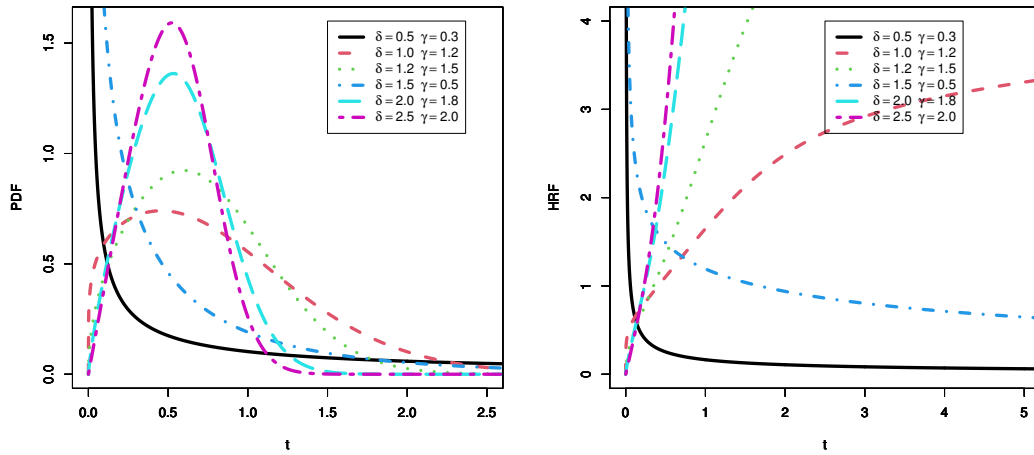 PDF
0.0 0.5 1.0 1.5
δ = 0.5 γ = 0.3
δ = 1.0 γ = 1.2
δ = 1.2 γ = 1.5
δ = 1.5 γ = 0.5
δ = 2.0 γ = 1.8
δ = 2.5 γ = 2.0
0.0 0.5 1.0 1.5 2.0 2.5
t
HRF
0 1 2 3 4
δ = 0.5 γ = 0.3
δ = 1.0 γ = 1.2
δ = 1.2 γ = 1.5
δ = 1.5 γ = 0.5
δ = 2.0 γ = 1.8
δ = 2.5 γ = 2.0
0 1 2 3 4 5
t